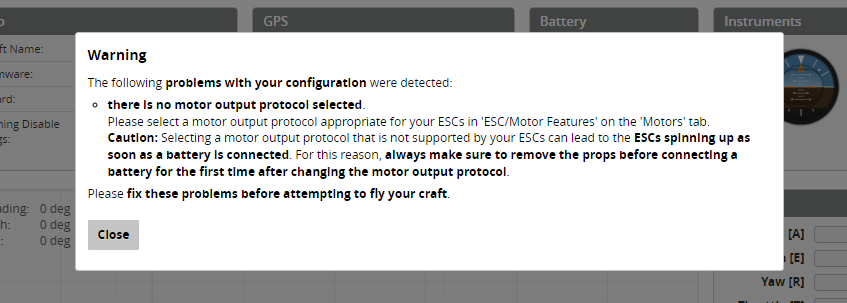 GPS
Battery
Instruments
ft Name:
mware:
ard:
ning Disable
gs:
Warning
The following problems with your configuration were detected:
there is no motor output protocol selected.
Please select a motor output protocol appropriate for your ESCs in 'ESC/Motor Features' on the 'Motors' tab.
Caution: Selecting a motor output protocol that is not supported by your ESCs can lead to the ESCs spinning up as
soon as a battery is connected. For this reason, always make sure to remove the props before connecting a
battery for the first time after changing the motor output protocol.
Please fix these problems before attempting to fly your craft.
Close
ading: 0 deg
h: 0 deg
: 0 deg
[A]
[E]
Yaw [R]